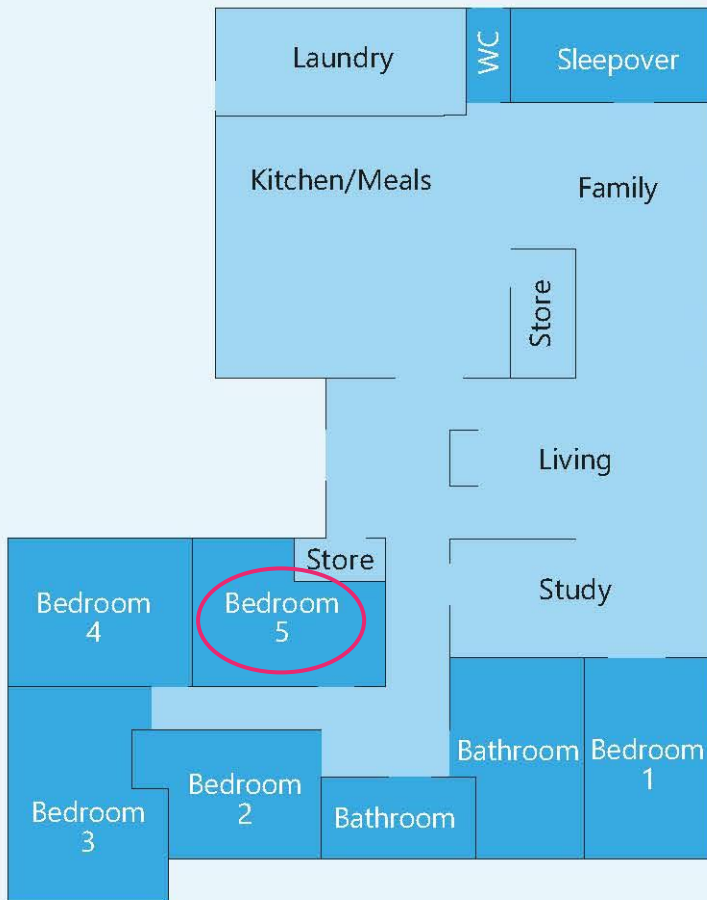 Laundry
WC
Sleepover
Kitchen/Meals
Family
Store
Living
Store
Bedroom
4
Bedroom
5
Study
Bathroom
Bedroom
1
Bedroom
2
Bedroom
3
Bathroom